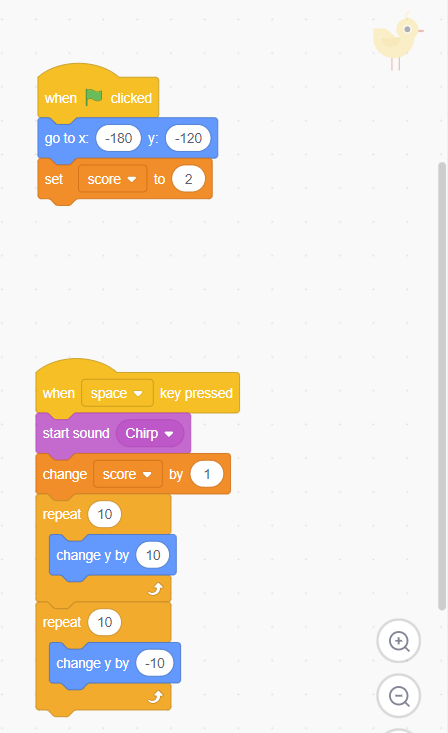 when clicked
go to x: -180 y: -120
set score to 2
when space key pressed
start sound Chirp
change score by 1
repeat 10
change y by 10
repeat 10
change y by -10